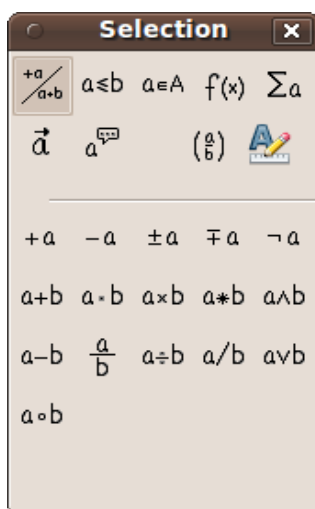 Selection
+a/a+b a≤b a∈A f(x) Σa
a⃗ a (a b)
+a −a ±a ∓a ¬a
a+b a·b a×b a∗b a∧b
a−b a/b a÷b a/b a∨b
a∘b